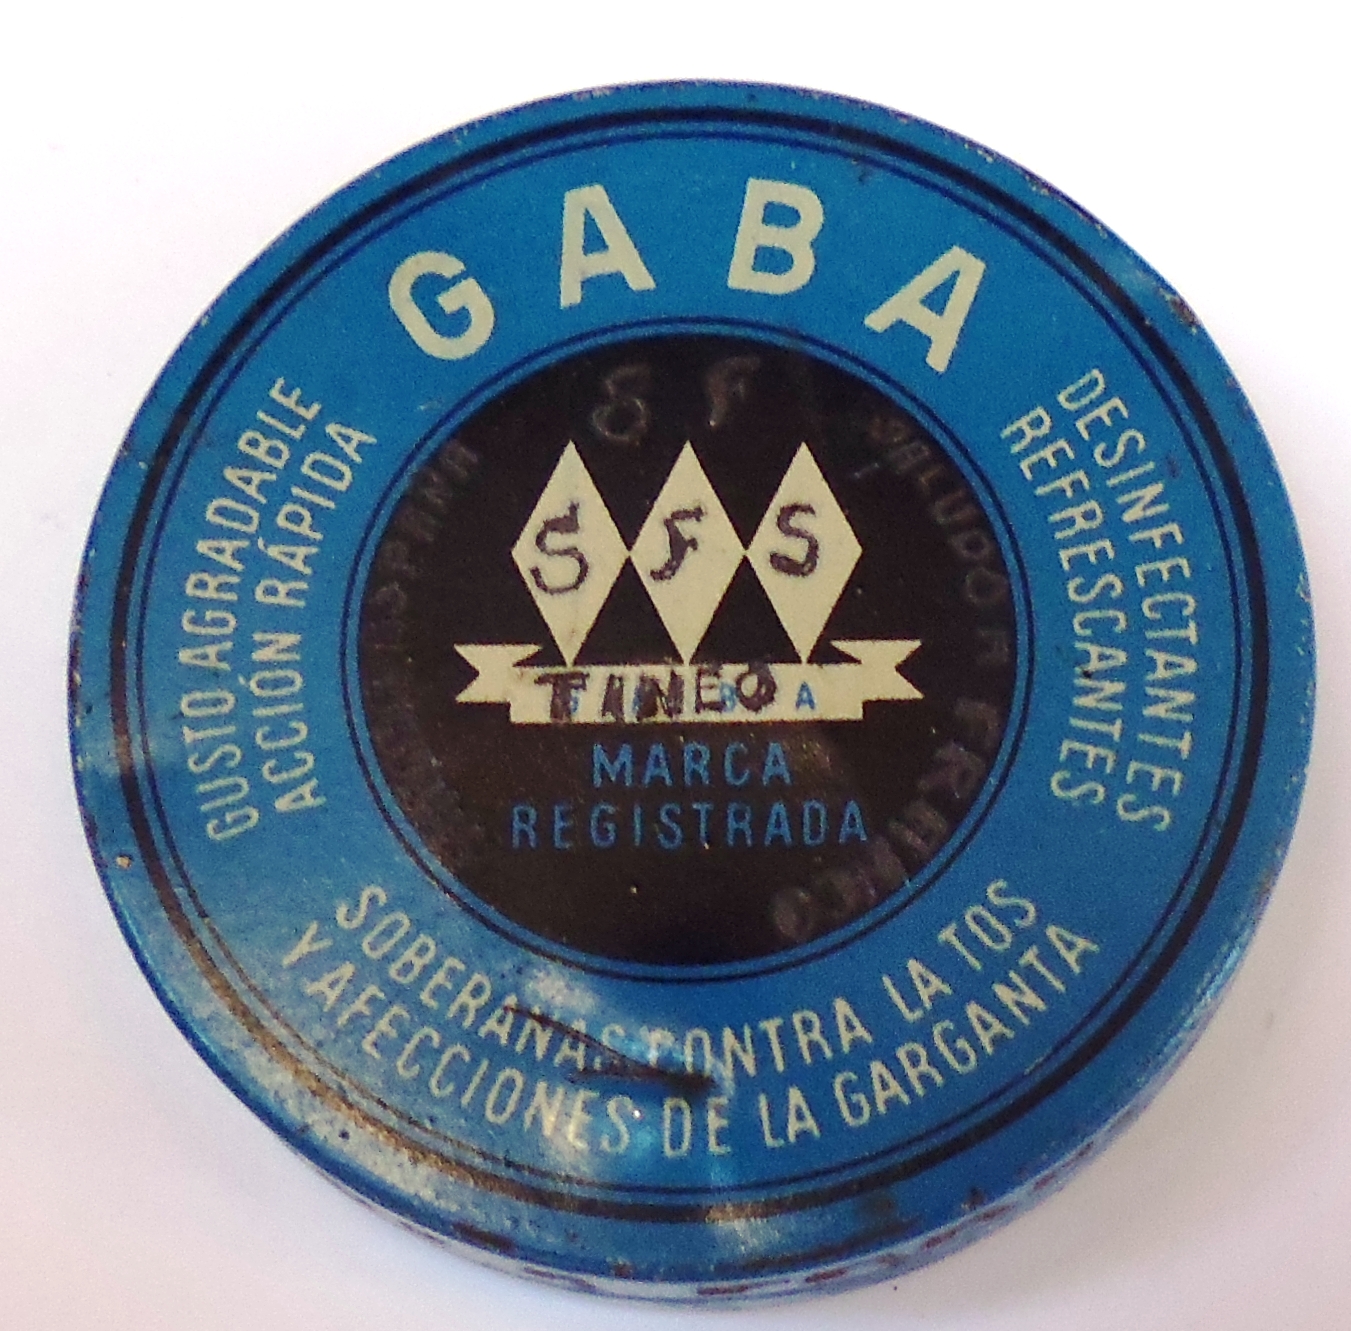 GABA
GUSTO AGRADABLE
ACCIÓN RÁPIDA
DESINFECTANTES
REFRESCANTES
S F
S F S
TINEO
MARCA
REGISTRADA
SOBERANAS CONTRA LA TOS
Y AFECCIONES DE LA GARGANTA